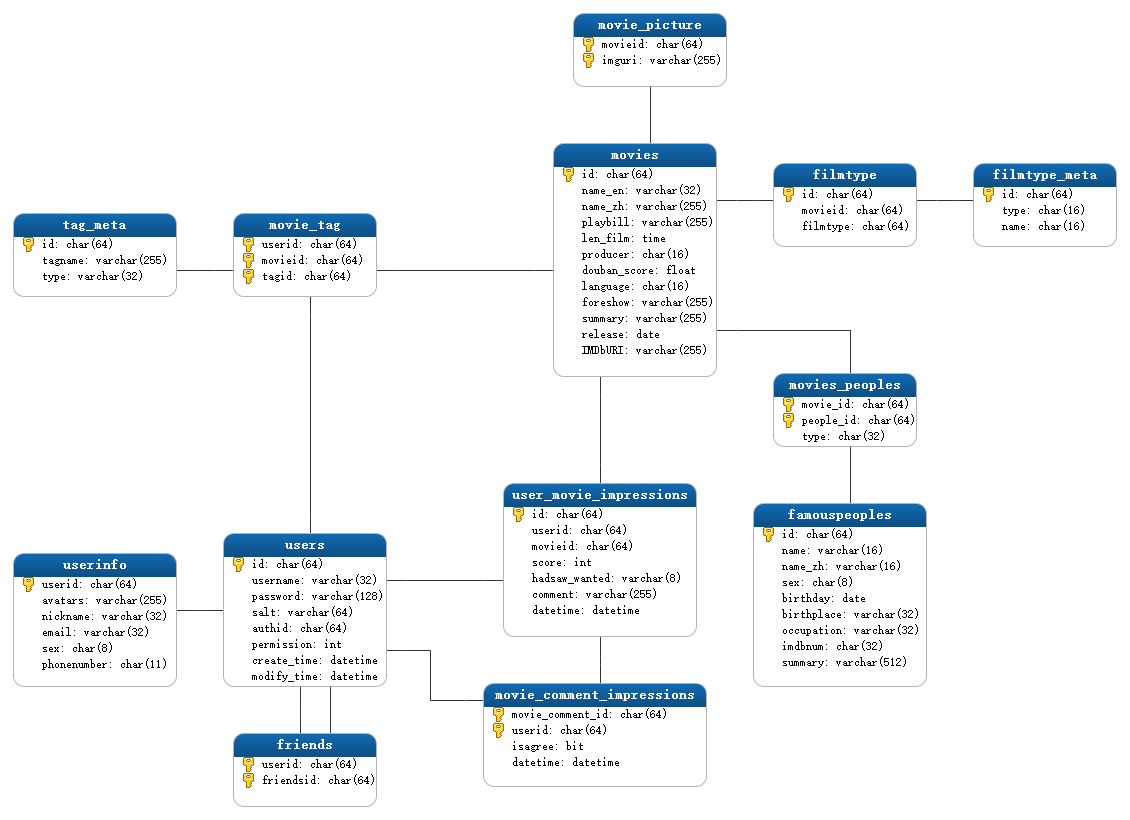 movie_picture
movieid: char(64)
imguri: varchar(255)
movies
id: char(64)
name_en: varchar(32)
name_zh: varchar(255)
playbill: varchar(255)
len_film: time
producer: char(16)
douban_score: float
language: char(16)
foreshow: varchar(255)
summary: varchar(255)
release: date
IMDbURI: varchar(255)
filmtype
id: char(64)
movieid: char(64)
filmtype: char(64)
filmtype_meta
id: char(64)
type: char(16)
name: char(16)
tag_meta
id: char(64)
tagname: varchar(255)
type: varchar(32)
movie_tag
userid: char(64)
movieid: char(64)
tagid: char(64)
movies_peoples
movie_id: char(64)
people_id: char(64)
type: char(32)
user_movie_impressions
id: char(64)
userid: char(64)
movieid: char(64)
score: int
hadsaw_wanted: varchar(8)
comment: varchar(255)
datetime: datetime
famouspeoples
id: char(64)
name: varchar(16)
name_zh: varchar(16)
sex: char(8)
birthday: date
birthplace: varchar(32)
occupation: varchar(32)
imdbnum: char(32)
summary: varchar(512)
users
id: char(64)
username: varchar(32)
password: varchar(128)
salt: varchar(64)
authid: char(64)
permission: int
create_time: datetime
modify_time: datetime
userinfo
userid: char(64)
avatars: varchar(255)
nickname: varchar(32)
email: varchar(32)
sex: char(8)
phonenumber: char(11)
movie_comment_impressions
movie_comment_id: char(64)
userid: char(64)
isagree: bit
datetime: datetime
friends
userid: char(64)
friendsid: char(64)